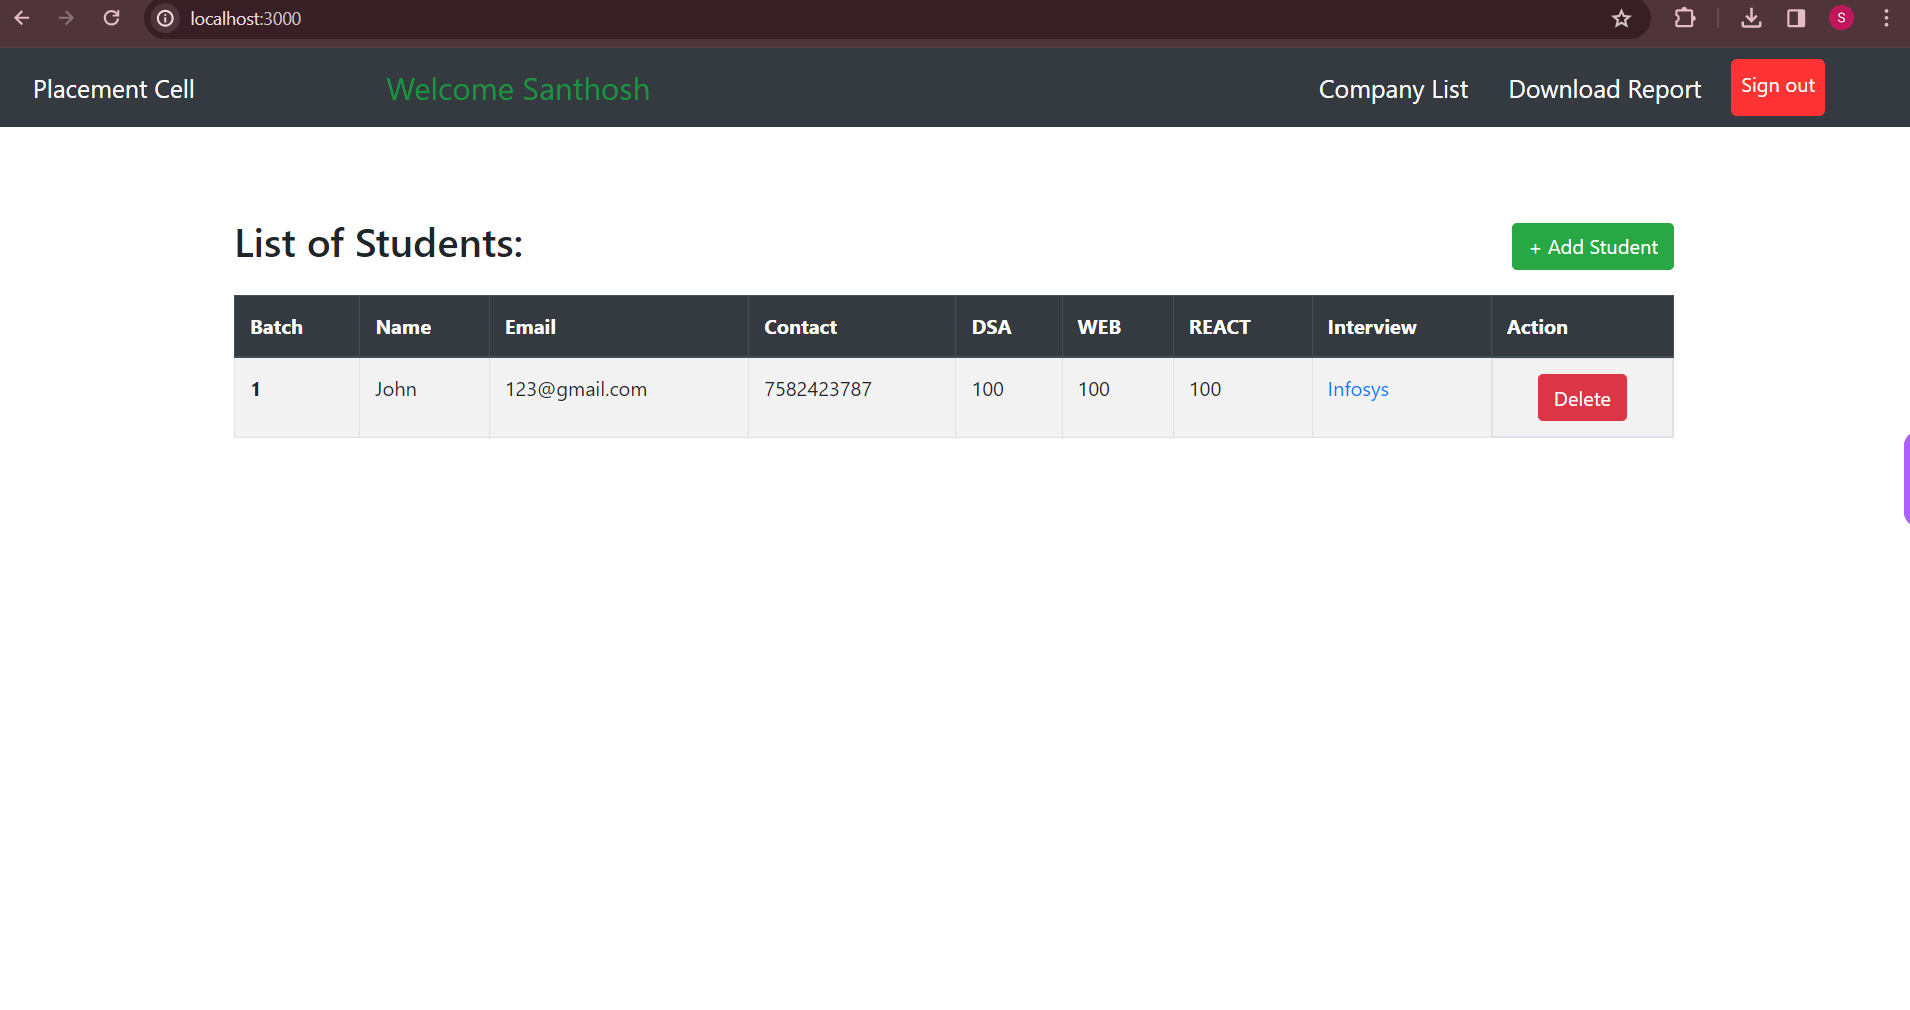 localhost:3000
S
Placement Cell Welcome Santhosh Company List Download Report Sign out
List of Students:
+ Add Student
Batch Name Email Contact DSA WEB REACT Interview Action
1 John 123@gmail.com 7582423787 100 100 100 Infosys Delete